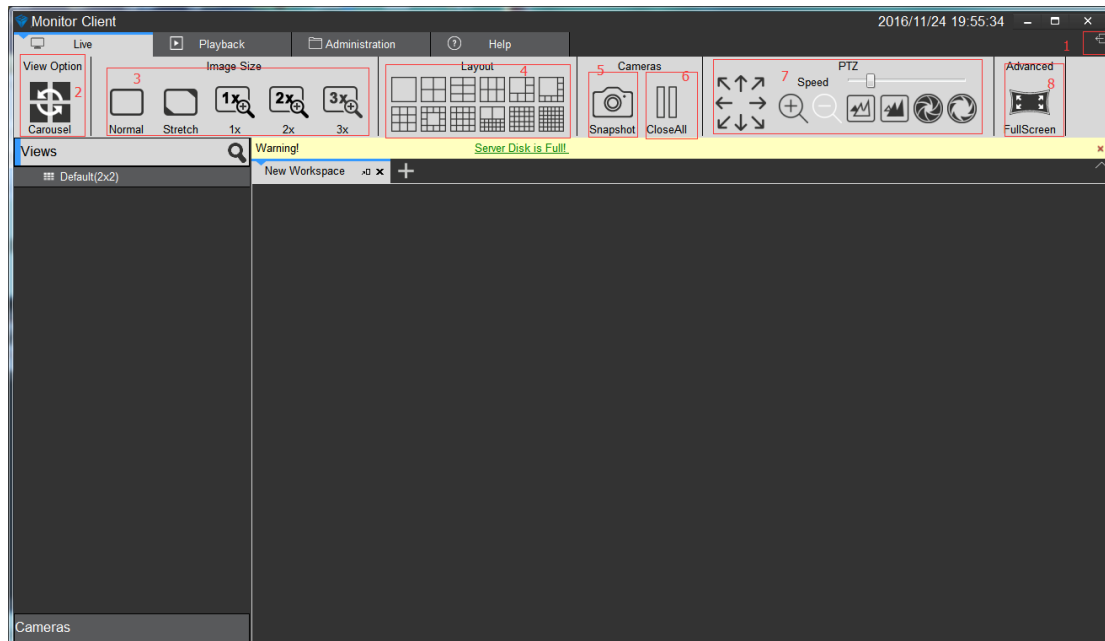 Monitor Client 2016/11/24 19:55:34
Live Playback Administration Help 1
View Option Image Size Layout Cameras PTZ Advanced
2 3 4 5 6 7 Speed 8
1x 2x 3x
Carousel Normal Stretch 1x 2x 3x Snapshot CloseAll FullScreen
Views Warning! Server Disk is Full!
New Workspace
Default(2x2)
Cameras